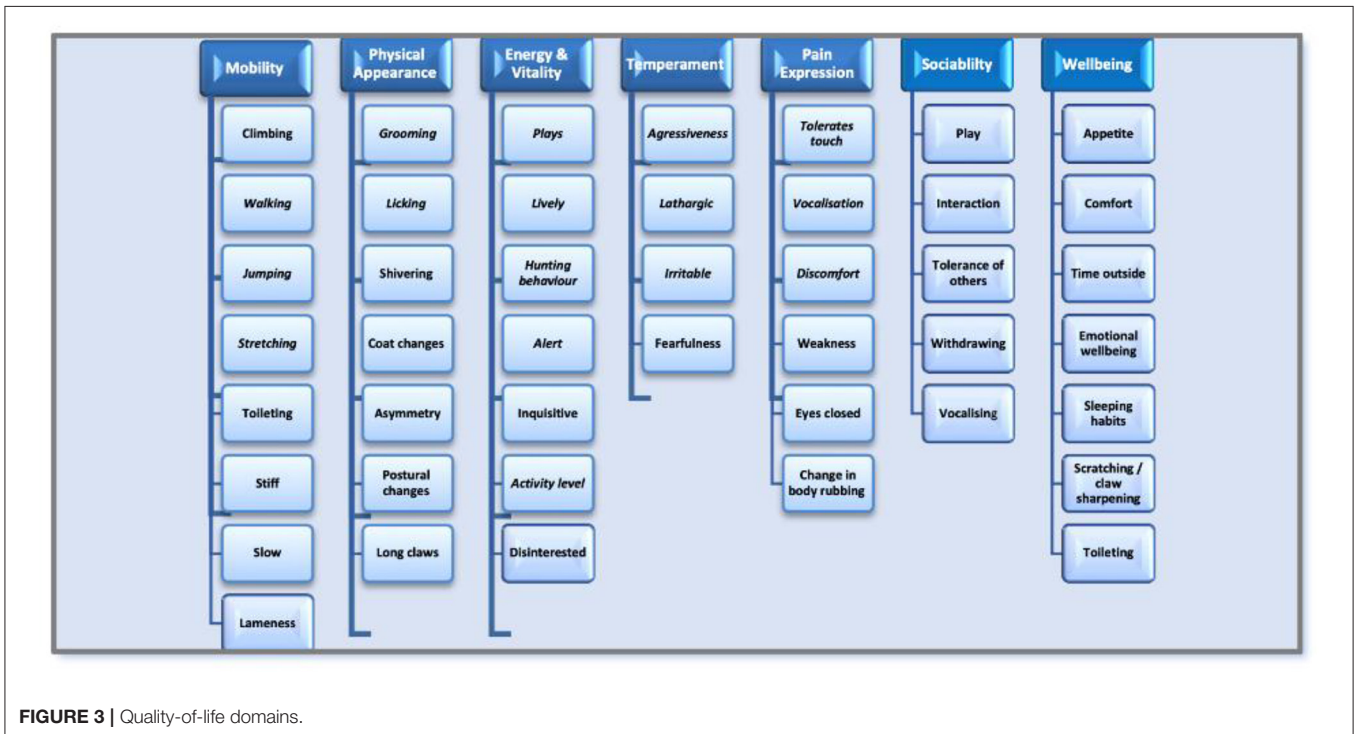 Mobility
Climbing
Walking
Jumping
Stretching
Toileting
Stiff
Slow
Lameness
Physical
Appearance
Grooming
Licking
Shivering
Coat changes
Asymmetry
Postural
changes
Long claws
Energy &
Vitality
Plays
Lively
Hunting
behaviour
Alert
Inquisitive
Activity level
Disinterested
Temperament
Agressiveness
Lathargic
Irritable
Fearfulness
Pain
Expression
Tolerates
touch
Vocalisation
Discomfort
Weakness
Eyes closed
Change in
body rubbing
Sociablilty
Play
Interaction
Tolerance of
others
Withdrawing
Vocalising
Wellbeing
Appetite
Comfort
Time outside
Emotional
wellbeing
Sleeping
habits
Scratching /
claw
sharpening
Toileting
FIGURE 3 | Quality-of-life domains.